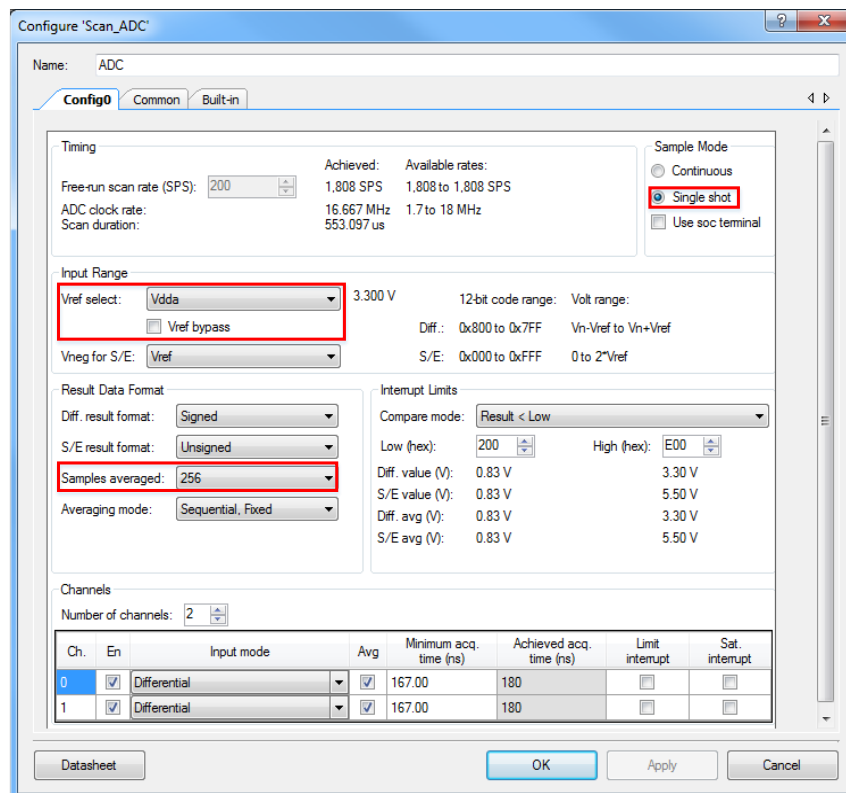 Configure 'Scan_ADC'
Name: ADC
Config0 Common Built-in
Timing
Achieved: Available rates:
Free-run scan rate (SPS): 200 1,808 SPS 1,808 to 1,808 SPS
ADC clock rate: 16.667 MHz 1.7 to 18 MHz
Scan duration: 553.097 us
Sample Mode
Continuous
Single shot
Use soc terminal
Input Range
Vref select: Vdda 3.300 V 12-bit code range: Volt range:
Vref bypass Diff.: 0x800 to 0x7FF Vn-Vref to Vn+Vref
Vneg for S/E: Vref S/E: 0x000 to 0xFFF 0 to 2*Vref
Result Data Format
Diff. result format: Signed
S/E result format: Unsigned
Samples averaged: 256
Averaging mode: Sequential, Fixed
Interrupt Limits
Compare mode: Result < Low
Low (hex): 200 High (hex): E00
Diff. value (V): 0.83 V 3.30 V
S/E value (V): 0.83 V 5.50 V
Diff. avg (V): 0.83 V 3.30 V
S/E avg (V): 0.83 V 5.50 V
Channels
Number of channels: 2
Ch. En Input mode Avg Minimum acq. time (ns) Achieved acq. time (ns) Limit interrupt Sat. interrupt
0 Differential 167.00 180
1 Differential 167.00 180
Datasheet OK Apply Cancel